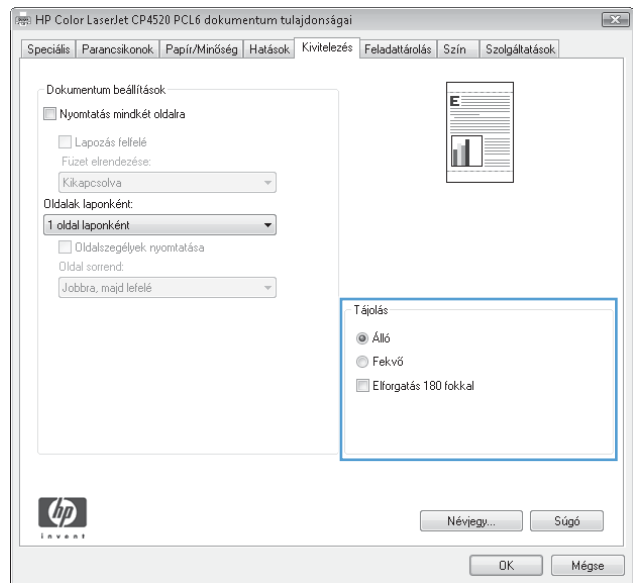 HP Color LaserJet CP4520 PCL6 dokumentum tulajdonságai
Speciális Parancsikonok Papír/Minőség Hatások Kivitelezés Feladattárolás Szín Szolgáltatások
Dokumentum beállítások
Nyomtatás mindkét oldalra
Lapozás felfelé
Füzet elrendezése:
Kikapcsolva
Oldalak laponként:
1 oldal laponként
Oldalszegélyek nyomtatása
Oldal sorrend:
Jobbra, majd lefelé
E
Tájolás
Álló
Fekvő
Elforgatás 180 fokkal
hp
invent
Névjegy... Súgó
OK Mégse